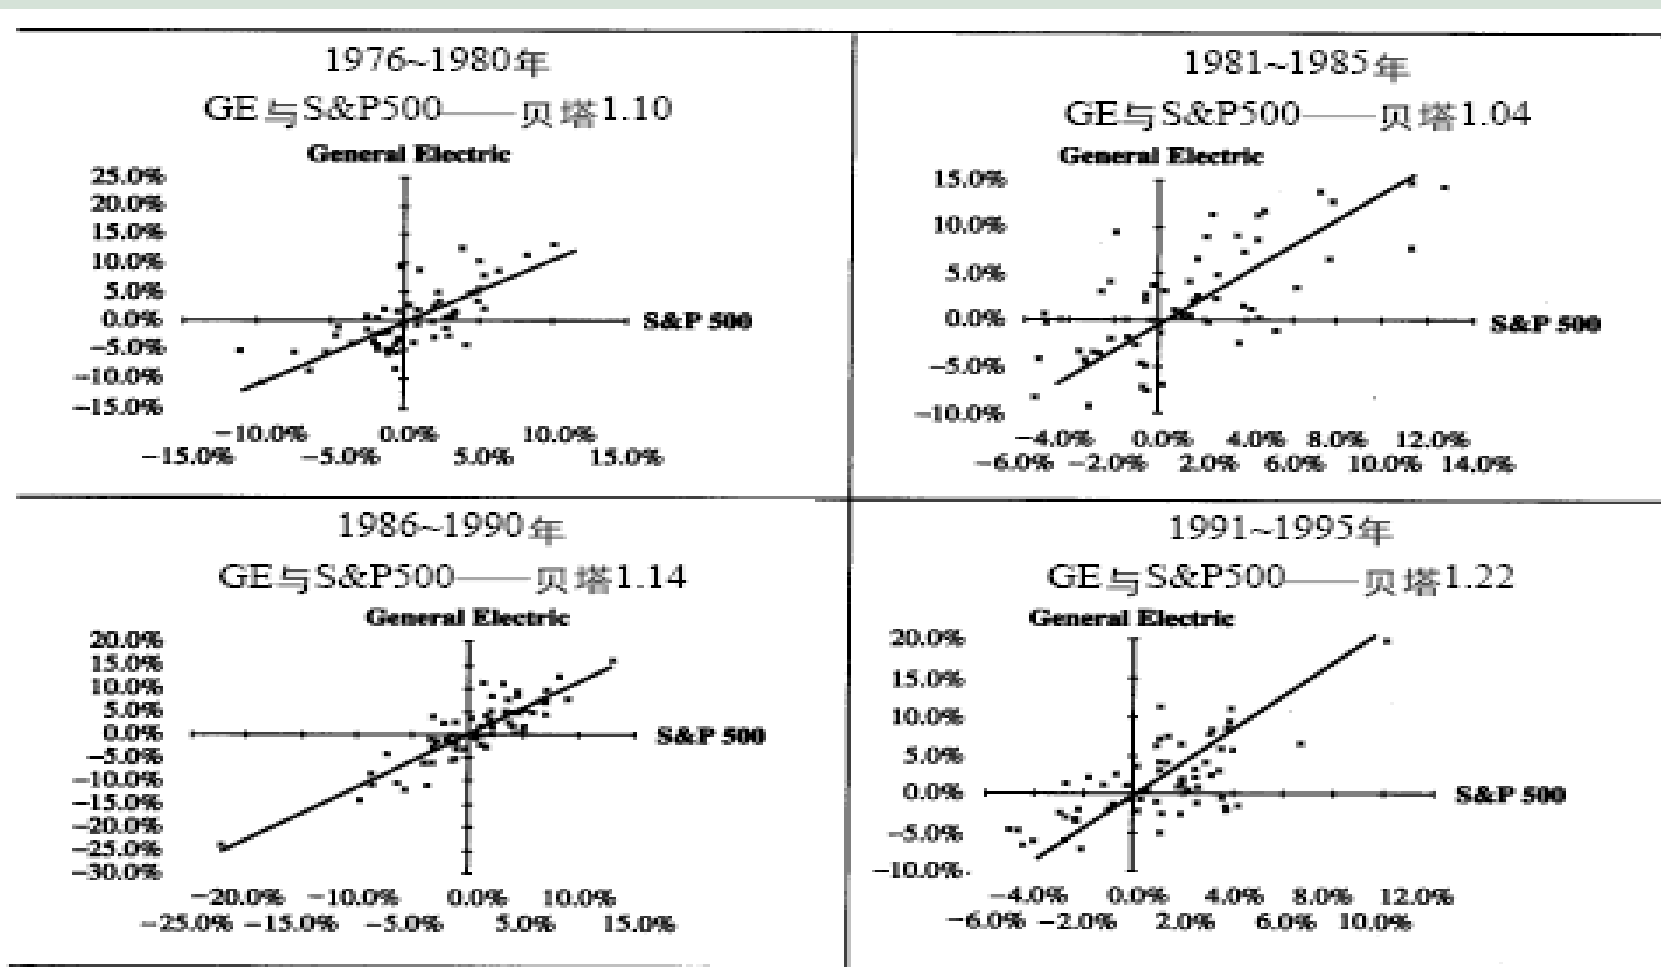 1976~1980年
GE与S&P500——贝塔1.10
General Electric
25.0%
20.0%
15.0%
10.0%
5.0%
0.0%
S&P 500
−5.0%
−10.0%
−15.0%
−10.0% 0.0% 10.0%
−15.0% −5.0% 5.0% 15.0%
1981~1985年
GE与S&P500——贝塔1.04
General Electric
15.0%
10.0%
5.0%
0.0%
S&P 500
−5.0%
−10.0%
−4.0% 0.0% 4.0% 8.0% 12.0%
−6.0% −2.0% 2.0% 6.0% 10.0% 14.0%
1986~1990年
GE与S&P500——贝塔1.14
General Electric
20.0%
15.0%
10.0%
5.0%
0.0%
S&P 500
−5.0%
−10.0%
−15.0%
−20.0%
−25.0%
−30.0%
−20.0% −10.0% 0.0% 10.0%
−25.0% −15.0% −5.0% 5.0% 15.0%
1991~1995年
GE与S&P500——贝塔1.22
General Electric
20.0%
15.0%
10.0%
5.0%
0.0%
S&P 500
−5.0%
−10.0%
−4.0% 0.0% 4.0% 8.0% 12.0%
−6.0% −2.0% 2.0% 6.0% 10.0%